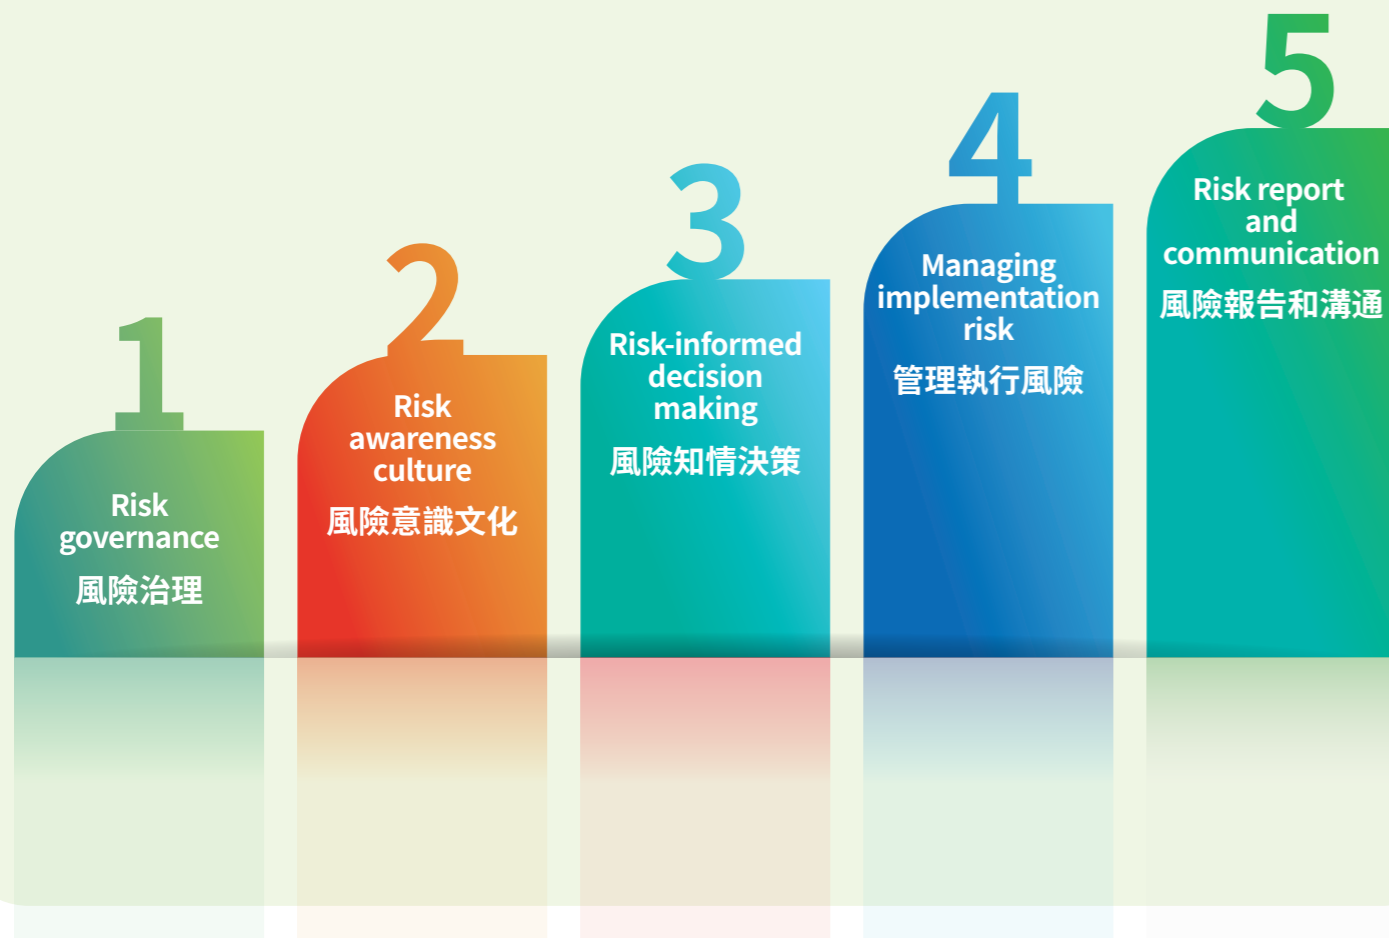 1
Risk
governance
風險治理
2
Risk
awareness
culture
風險意識文化
3
Risk-informed
decision
making
風險知情決策
4
Managing
implementation
risk
管理執行風險
5
Risk report
and
communication
風險報告和溝通